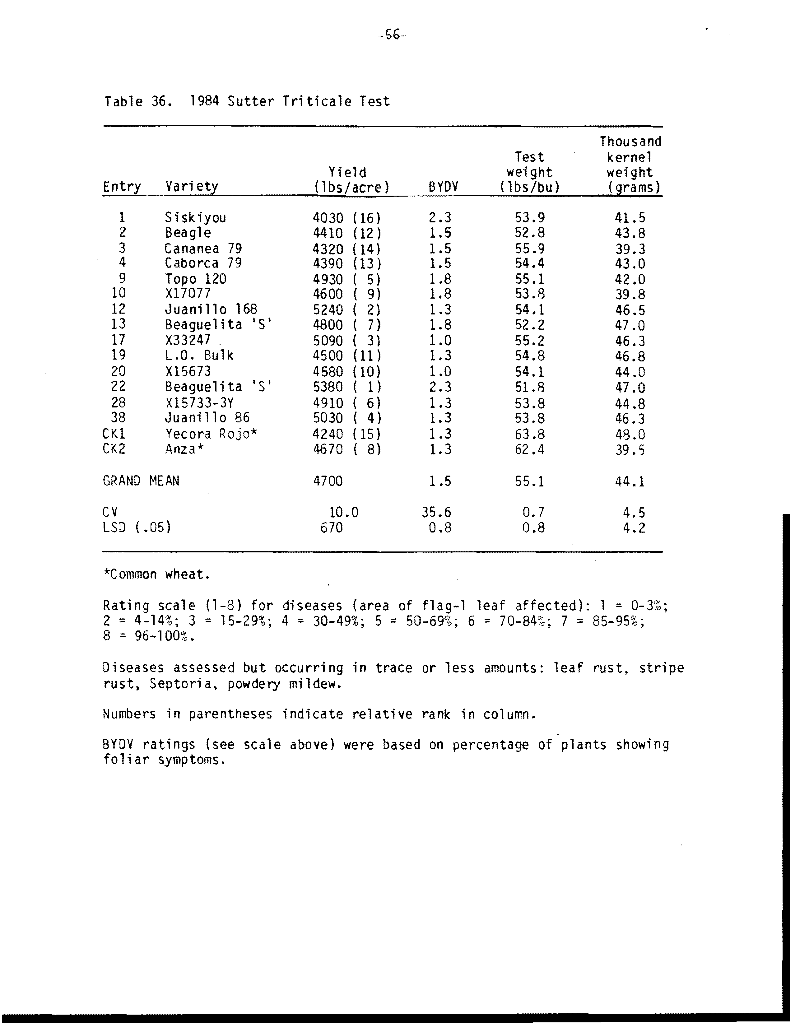 -66-
Table 36. 1984 Sutter Triticale Test
Thousand
Test kernel
Yield weight weight
Entry Variety (lbs/acre) BYDV (lbs/bu) (grams)
1 Siskiyou 4030 (16) 2.3 53.9 41.5
2 Beagle 4410 (12) 1.5 52.8 43.8
3 Cananea 79 4320 (14) 1.5 55.9 39.3
4 Caborca 79 4390 (13) 1.5 54.4 43.0
9 Topo 120 4930 ( 5) 1.8 55.1 42.0
10 X17077 4600 ( 9) 1.8 53.8 39.8
12 Juanillo 168 5240 ( 2) 1.3 54.1 46.5
13 Beaguelita 'S' 4800 ( 7) 1.8 52.2 47.0
17 X33247 5090 ( 3) 1.0 55.2 46.3
19 L.O. Bulk 4500 (11) 1.3 54.8 46.8
20 X15673 4580 (10) 1.0 54.1 44.0
22 Beaguelita 'S' 5380 ( 1) 2.3 51.8 47.0
28 X15733-3Y 4910 ( 6) 1.3 53.8 44.8
38 Juanillo 86 5030 ( 4) 1.3 53.8 46.3
CK1 Yecora Rojo* 4240 (15) 1.3 63.8 48.0
CK2 Anza* 4670 ( 8) 1.3 62.4 39.5
GRAND MEAN 4700 1.5 55.1 44.1
CV 10.0 35.6 0.7 4.5
LSD (.05) 670 0.8 0.8 4.2
*Common wheat.
Rating scale (1-8) for diseases (area of flag-1 leaf affected): 1 = 0-3%;
2 = 4-14%; 3 = 15-29%; 4 = 30-49%; 5 = 50-69%; 6 = 70-84%; 7 = 85-95%;
8 = 96-100%.
Diseases assessed but occurring in trace or less amounts: leaf rust, stripe
rust, Septoria, powdery mildew.
Numbers in parentheses indicate relative rank in column.
BYDV ratings (see scale above) were based on percentage of plants showing
foliar symptoms.